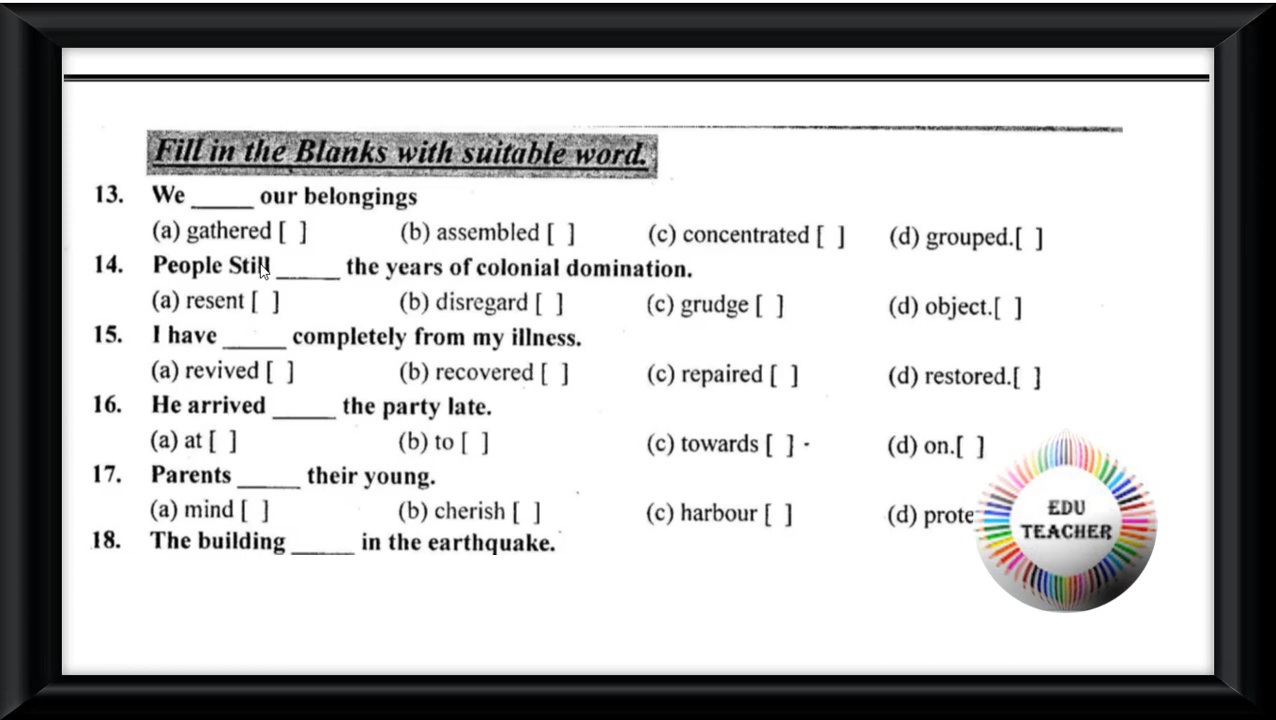 Fill in the Blanks with suitable word.
13. We _____ our belongings
(a) gathered [ ] (b) assembled [ ] (c) concentrated [ ] (d) grouped.[ ]
14. People Still _____ the years of colonial domination.
(a) resent [ ] (b) disregard [ ] (c) grudge [ ] (d) object.[ ]
15. I have _____ completely from my illness.
(a) revived [ ] (b) recovered [ ] (c) repaired [ ] (d) restored.[ ]
16. He arrived _____ the party late.
(a) at [ ] (b) to [ ] (c) towards [ ] (d) on.[ ]
17. Parents _____ their young.
(a) mind [ ] (b) cherish [ ] (c) harbour [ ] (d) prote
18. The building _____ in the earthquake.
EDU
TEACHER